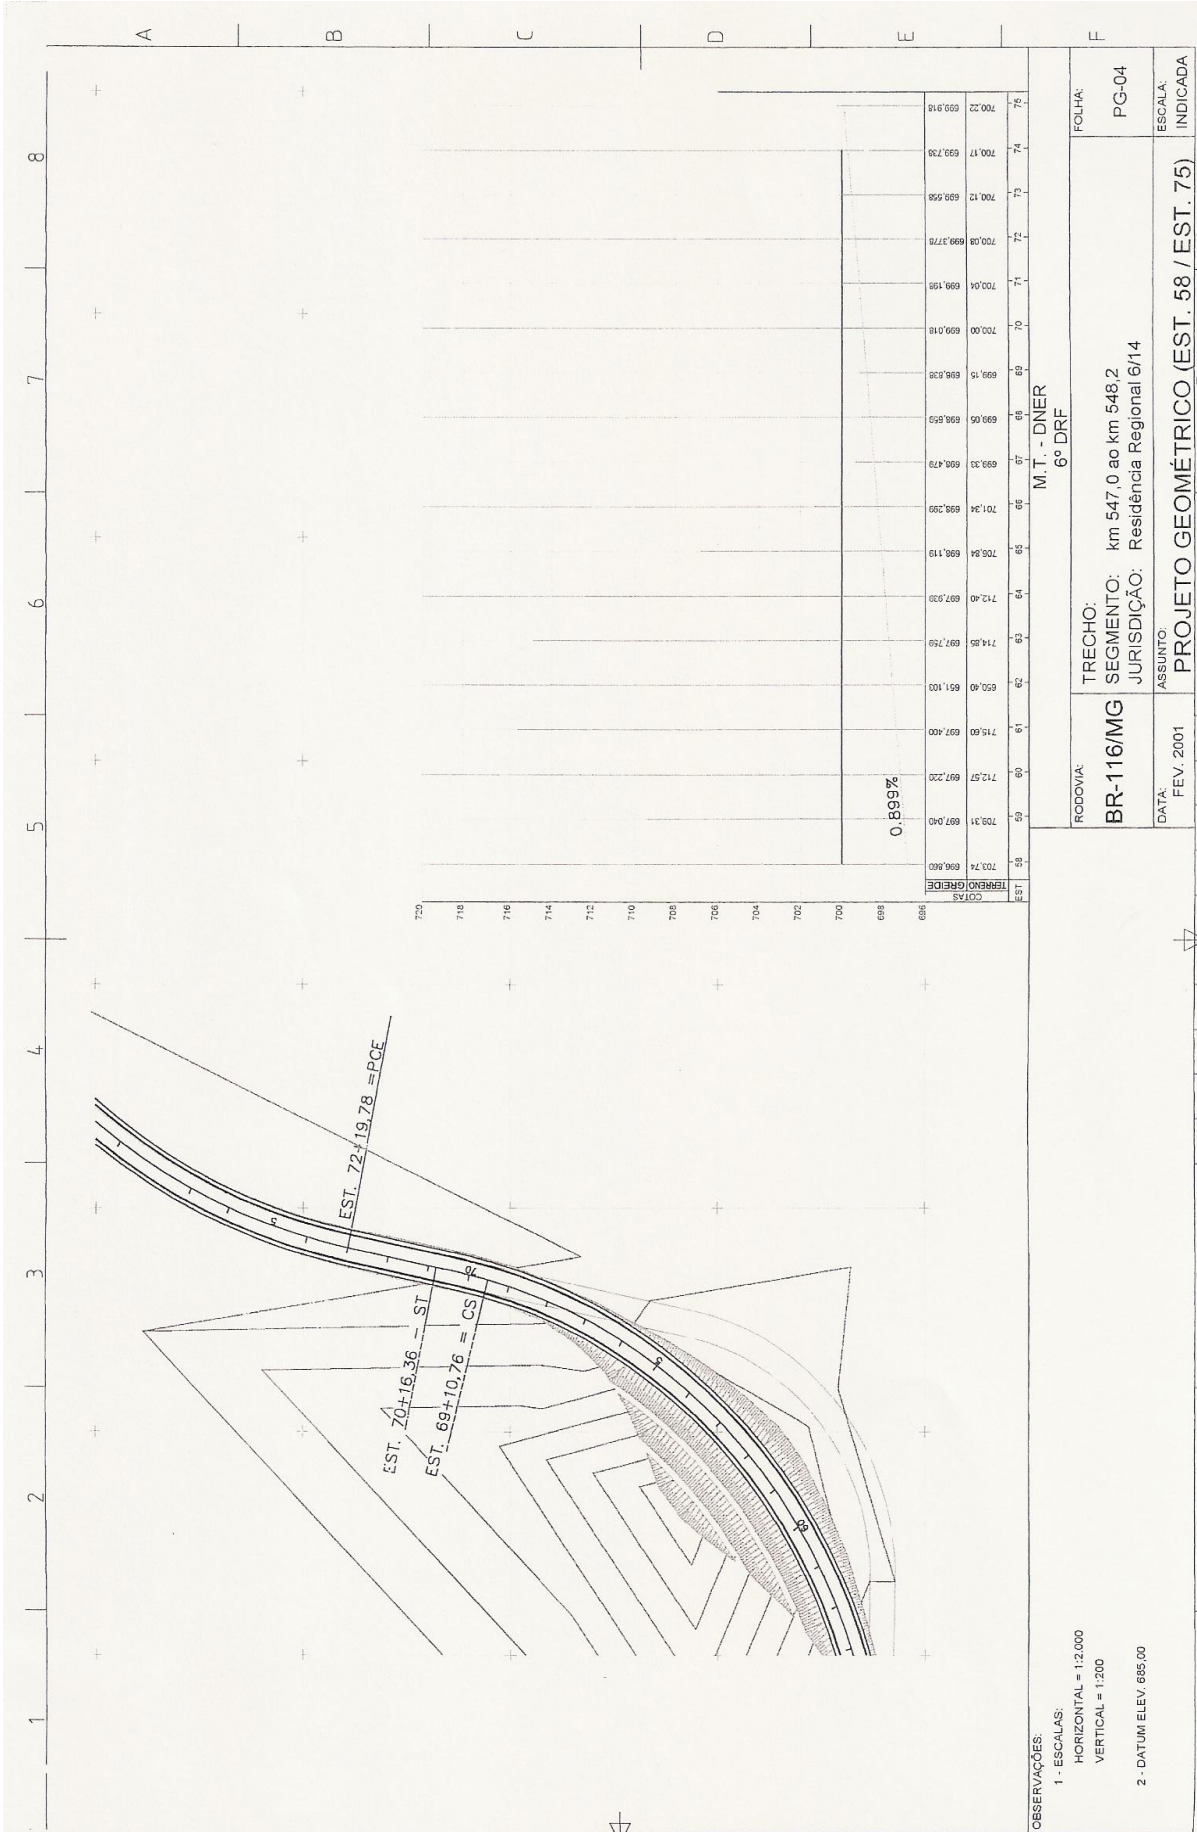 A
B
C
D
E
F
8
7
6
5
4
3
2
1
EST. 72+19,78 =PCE
EST. 70+16,36 - ST
EST. 69+10,76 = CS
5
70
60
720
718
716
714
712
710
708
706
704
702
700
698
696
0.899%
COTAS
GREIDE
TERRENO
EST
696,860 703,74 58
697,040 709,31 59
697,220 712,57 60
697,400 715,60 61
651,103 650,40 62
697,759 714,85 63
697,939 712,40 64
698,119 706,84 65
698,299 701,34 66
698,479 699,33 67
698,659 699,05 68
698,838 699,15 69
699,018 700,00 70
699,198 700,04 71
699,3778 700,08 72
699,558 700,12 73
699,738 700,17 74
699,918 700,22 75
M.T. - DNER
6º DRF
RODOVIA:
BR-116/MG
TRECHO:
SEGMENTO: km 547,0 ao km 548,2
JURISDIÇÃO: Residência Regional 6/14
FOLHA:
PG-04
DATA:
FEV. 2001
ASSUNTO:
PROJETO GEOMÉTRICO (EST. 58 / EST. 75)
ESCALA:
INDICADA
OBSERVAÇÕES:
1 - ESCALAS:
HORIZONTAL = 1:2.000
VERTICAL = 1:200
2 - DATUM ELEV. 685,00